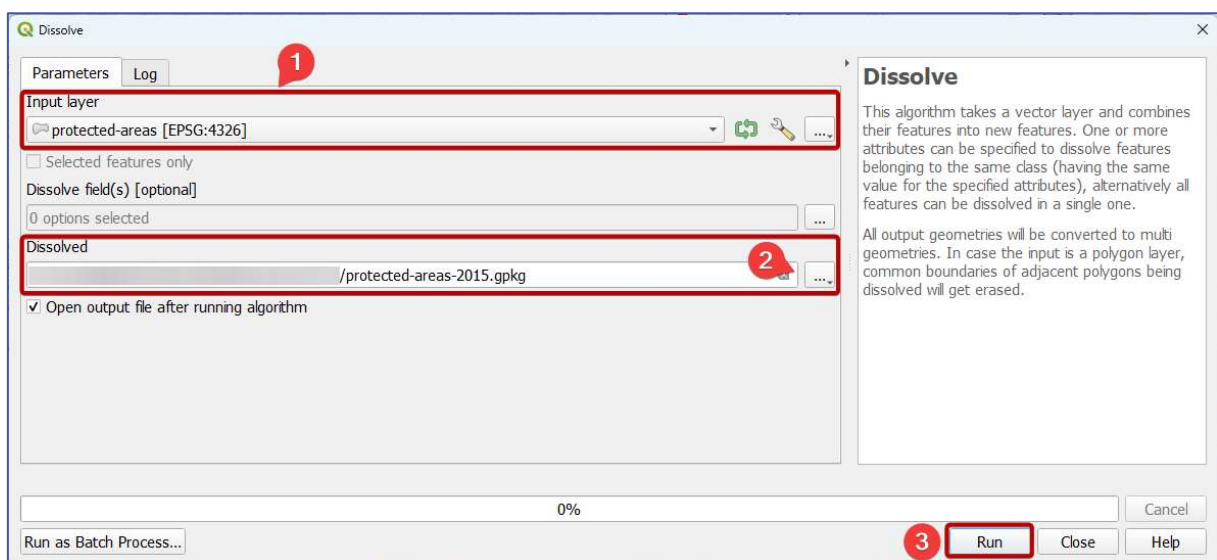 Dissolve
Parameters
Log
1
Input layer
protected-areas [EPSG:4326]
...
Selected features only
Dissolve field(s) [optional]
0 options selected
...
Dissolved
2
/protected-areas-2015.gpkg
...
Open output file after running algorithm
Dissolve
This algorithm takes a vector layer and combines
their features into new features. One or more
attributes can be specified to dissolve features
belonging to the same class (having the same
value for the specified attributes), alternatively all
features can be dissolved in a single one.
All output geometries will be converted to multi
geometries. In case the input is a polygon layer,
common boundaries of adjacent polygons being
dissolved will get erased.
0%
Cancel
Run as Batch Process...
3
Run
Close
Help